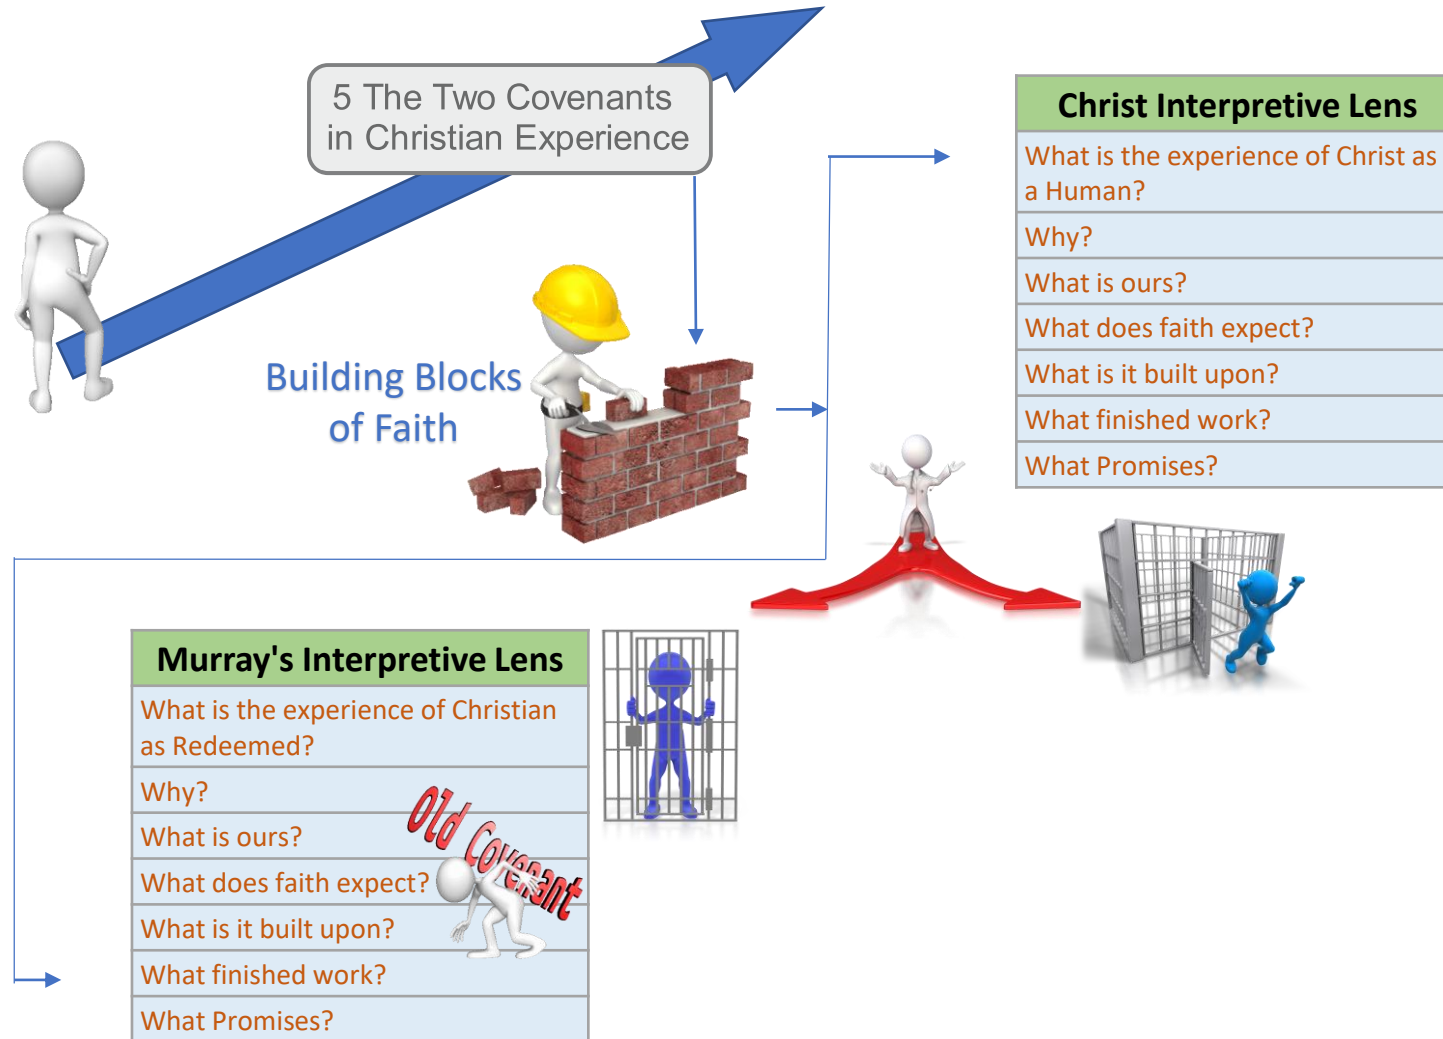 5 The Two Covenants
in Christian Experience
Christ Interpretive Lens
What is the experience of Christ as
a Human?
Why?
What is ours?
What does faith expect?
What is it built upon?
What finished work?
What Promises?
Building Blocks
of Faith
Murray's Interpretive Lens
What is the experience of Christian
as Redeemed?
Why?
What is ours?
What does faith expect?
What is it built upon?
What finished work?
What Promises?
Old Covenant